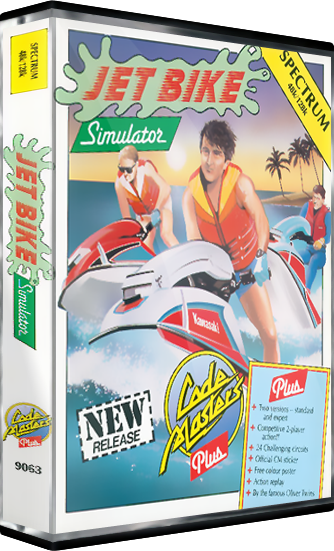 SPECTRUM
48k/128k
JET BIKE
Simulator
Code
Masters
Plus
9063
JET BIKE
Simulator
SPECTRUM
48k/128k
Kawasaki
NEW
RELEASE
Code
Masters
Plus
Plus
+ Two versions – standard
and expert
+ Competitive 2-player
action!!
+ 24 Challenging circuits
+ Official CM sticker
+ Free colour poster
+ Action replay
+ By the famous Oliver Twins